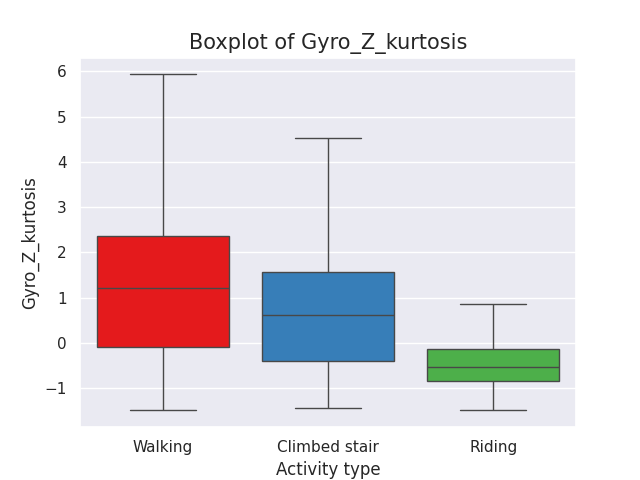 Boxplot of Gyro_Z_kurtosis
Gyro_Z_kurtosis
6
5
4
3
2
1
0
−1
Walking
Climbed stair
Riding
Activity type